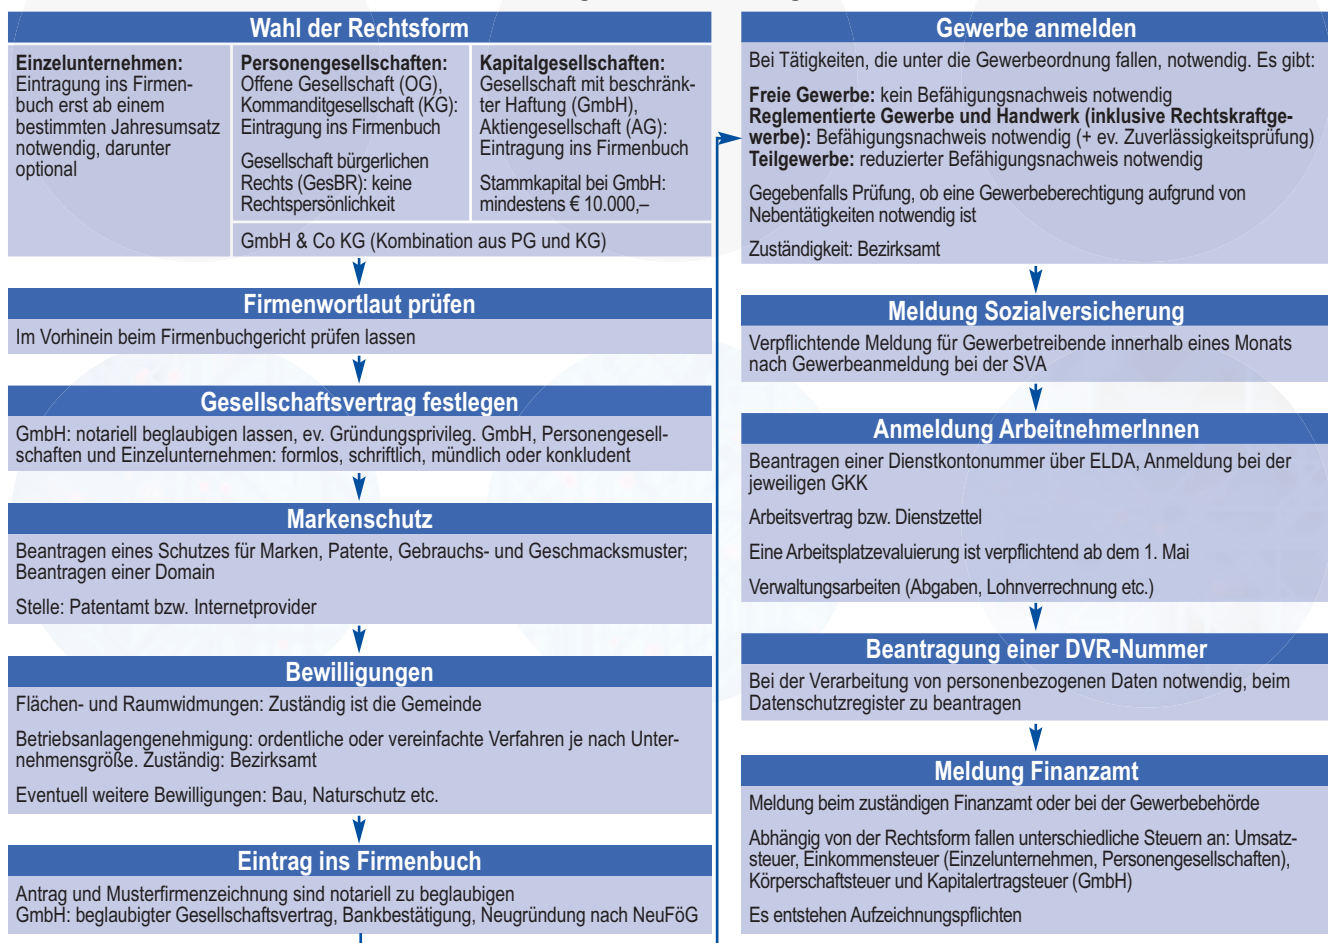 Wahl der Rechtsform
Einzelunternehmen:
Eintragung ins Firmen-
buch erst ab einem
bestimmten Jahresumsatz
notwendig, darunter
optional
Personengesellschaften:
Offene Gesellschaft (OG),
Kommanditgesellschaft (KG):
Eintragung ins Firmenbuch
Gesellschaft bürgerlichen
Rechts (GesBR): keine
Rechtspersönlichkeit
Kapitalgesellschaften:
Gesellschaft mit beschränk-
ter Haftung (GmbH),
Aktiengesellschaft (AG):
Eintragung ins Firmenbuch
Stammkapital bei GmbH:
mindestens € 10.000,–
GmbH & Co KG (Kombination aus PG und KG)
Firmenwortlaut prüfen
Im Vorhinein beim Firmenbuchgericht prüfen lassen
Gesellschaftsvertrag festlegen
GmbH: notariell beglaubigen lassen, ev. Gründungsprivileg. GmbH, Personengesell-
schaften und Einzelunternehmen: formlos, schriftlich, mündlich oder konkludent
Markenschutz
Beantragen eines Schutzes für Marken, Patente, Gebrauchs- und Geschmacksmuster;
Beantragen einer Domain
Stelle: Patentamt bzw. Internetprovider
Bewilligungen
Flächen- und Raumwidmungen: Zuständig ist die Gemeinde
Betriebsanlagengenehmigung: ordentliche oder vereinfachte Verfahren je nach Unter-
nehmensgröße. Zuständig: Bezirksamt
Eventuell weitere Bewilligungen: Bau, Naturschutz etc.
Eintrag ins Firmenbuch
Antrag und Musterfirmenzeichnung sind notariell zu beglaubigen
GmbH: beglaubigter Gesellschaftsvertrag, Bankbestätigung, Neugründung nach NeuFöG
Gewerbe anmelden
Bei Tätigkeiten, die unter die Gewerbeordnung fallen, notwendig. Es gibt:
Freie Gewerbe: kein Befähigungsnachweis notwendig
Reglementierte Gewerbe und Handwerk (inklusive Rechtskraftge-
werbe): Befähigungsnachweis notwendig (+ ev. Zuverlässigkeitsprüfung)
Teilgewerbe: reduzierter Befähigungsnachweis notwendig
Gegebenfalls Prüfung, ob eine Gewerbeberechtigung aufgrund von
Nebentätigkeiten notwendig ist
Zuständigkeit: Bezirksamt
Meldung Sozialversicherung
Verpflichtende Meldung für Gewerbetreibende innerhalb eines Monats
nach Gewerbeanmeldung bei der SVA
Anmeldung ArbeitnehmerInnen
Beantragen einer Dienstkontonummer über ELDA, Anmeldung bei der
jeweiligen GKK
Arbeitsvertrag bzw. Dienstzettel
Eine Arbeitsplatzevaluierung ist verpflichtend ab dem 1. Mai
Verwaltungsarbeiten (Abgaben, Lohnverrechnung etc.)
Beantragung einer DVR-Nummer
Bei der Verarbeitung von personenbezogenen Daten notwendig, beim
Datenschutzregister zu beantragen
Meldung Finanzamt
Meldung beim zuständigen Finanzamt oder bei der Gewerbebehörde
Abhängig von der Rechtsform fallen unterschiedliche Steuern an: Umsatz-
steuer, Einkommensteuer (Einzelunternehmen, Personengesellschaften),
Körperschaftsteuer und Kapitalertragsteuer (GmbH)
Es entstehen Aufzeichnungspflichten